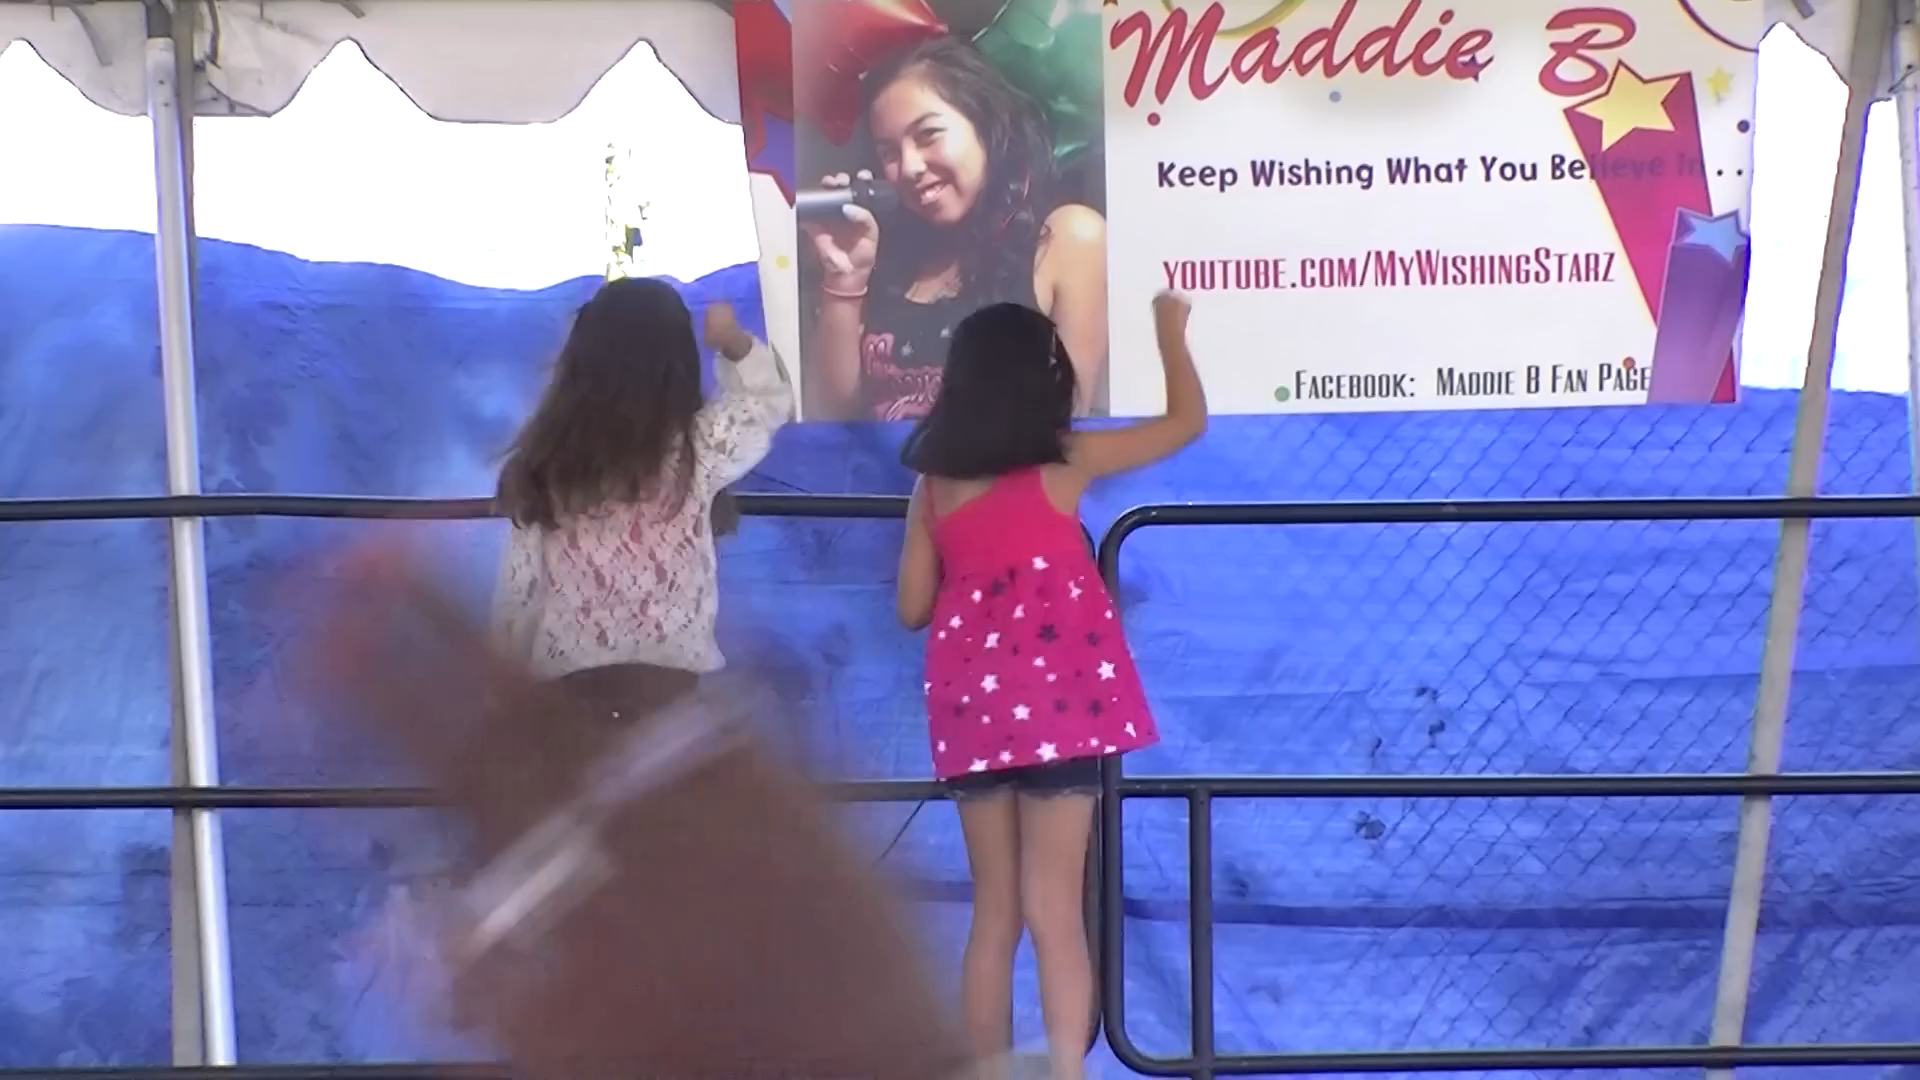 Maddie B
Keep Wishing What You Believe In...
YOUTUBE.COM/MYWISHINGSTARZ
FACEBOOK: MADDIE B FAN PAGE